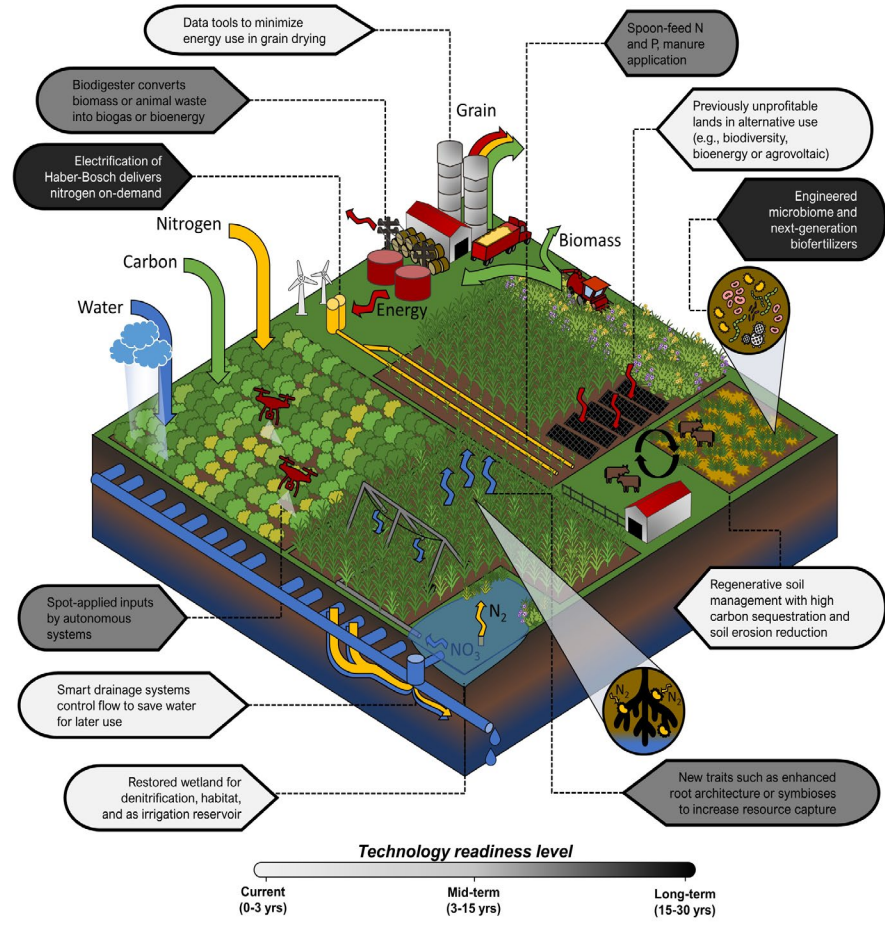 Data tools to minimize
energy use in grain drying
Spoon-feed N
and P, manure
application
Biodigester converts
biomass or animal waste
into biogas or bioenergy
Grain
Previously unprofitable
lands in alternative use
(e.g., biodiversity,
bioenergy or agrovoltaic)
Electrification of
Haber-Bosch delivers
nitrogen on-demand
Engineered
microbiome and
next-generation
biofertilizers
Nitrogen
Biomass
Carbon
Water
Energy
Regenerative soil
management with high
carbon sequestration and
soil erosion reduction
Spot-applied inputs
by autonomous
systems
N2
NO3
Smart drainage systems
control flow to save water
for later use
N2
N2
Restored wetland for
denitrification, habitat,
and as irrigation reservoir
New traits such as enhanced
root architecture or symbioses
to increase resource capture
Technology readiness level
Current
(0-3 yrs)
Mid-term
(3-15 yrs)
Long-term
(15-30 yrs)